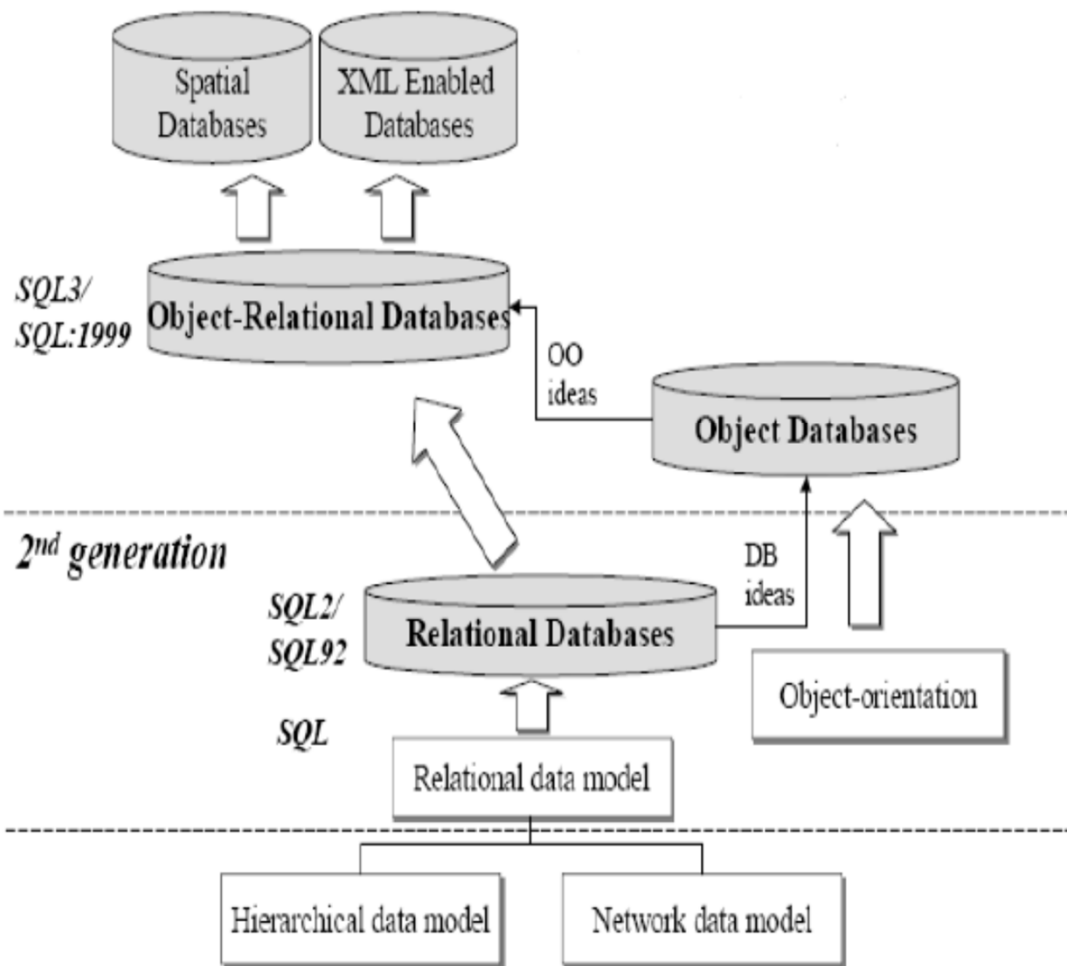 Spatial
Databases
XML Enabled
Databases
SQL3/
SQL:1999
Object-Relational Databases
OO
ideas
Object Databases
2nd generation
DB
ideas
SQL2/
SQL92
Relational Databases
Object-orientation
SQL
Relational data model
Hierarchical data model
Network data model